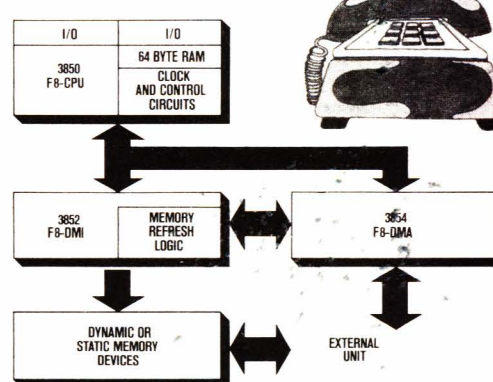 I/O
I/O
3850
F8-CPU
64 BYTE RAM
CLOCK
AND CONTROL
CIRCUITS
3852
F8-DMI
MEMORY
REFRESH
LOGIC
3854
F8-DMA
DYNAMIC OR
STATIC MEMORY
DEVICES
EXTERNAL
UNIT